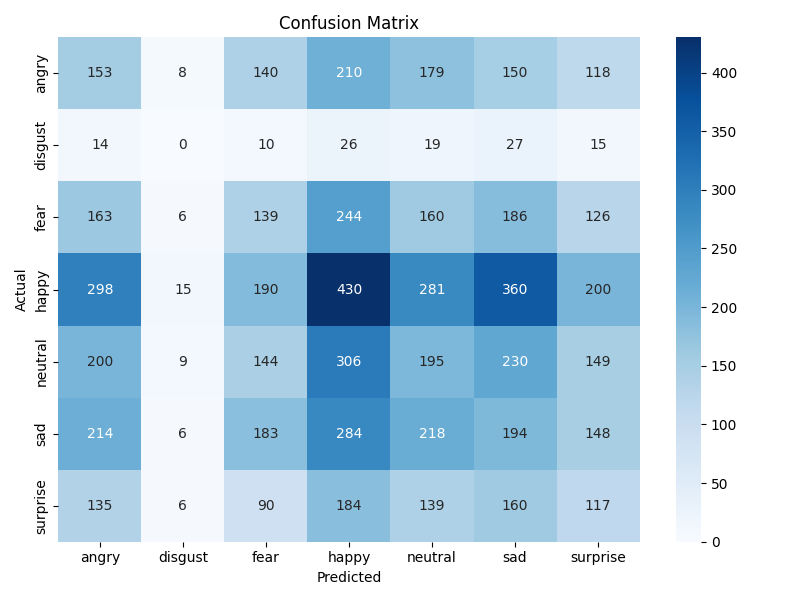 Confusion Matrix
angry 153 8 140 210 179 150 118
disgust 14 0 10 26 19 27 15
fear 163 6 139 244 160 186 126
happy 298 15 190 430 281 360 200
neutral 200 9 144 306 195 230 149
sad 214 6 183 284 218 194 148
surprise 135 6 90 184 139 160 117
angry disgust fear happy neutral sad surprise
Predicted
Actual
400
350
300
250
200
150
100
50
0